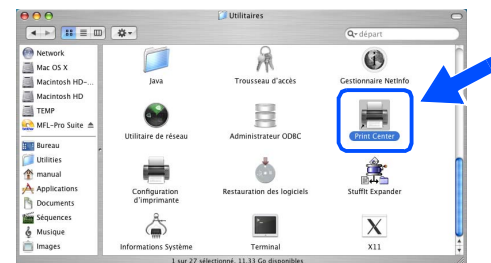 Utilitaires
Q▾ départ
Network
Mac OS X
Macintosh HD-...
Macintosh HD
TEMP
MFL-Pro Suite
Bureau
Utilities
manual
Applications
Documents
Séquences
Musique
Images
Java
Trousseau d'accès
Gestionnaire NetInfo
Utilitaire de réseau
Administrateur ODBC
Print Center
Configuration
d'imprimante
Restauration des logiciels
StuffIt Expander
Informations Système
Terminal
X11
1 sur 27 sélectionné, 11,33 Go disponibles